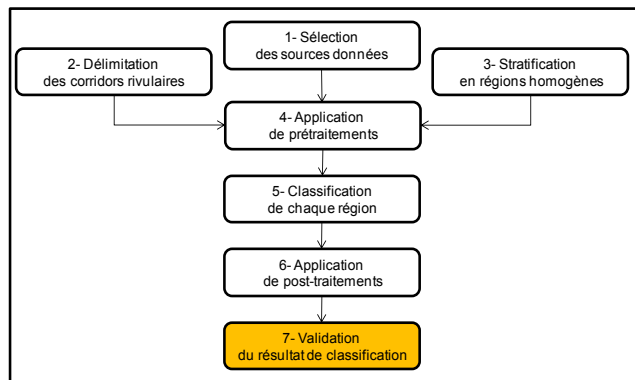 1- Sélection
des sources données
2- Délimitation
des corridors rivulaires
3- Stratification
en régions homogènes
4- Application
de prétraitements
5- Classification
de chaque région
6- Application
de post-traitements
7- Validation
du résultat de classification